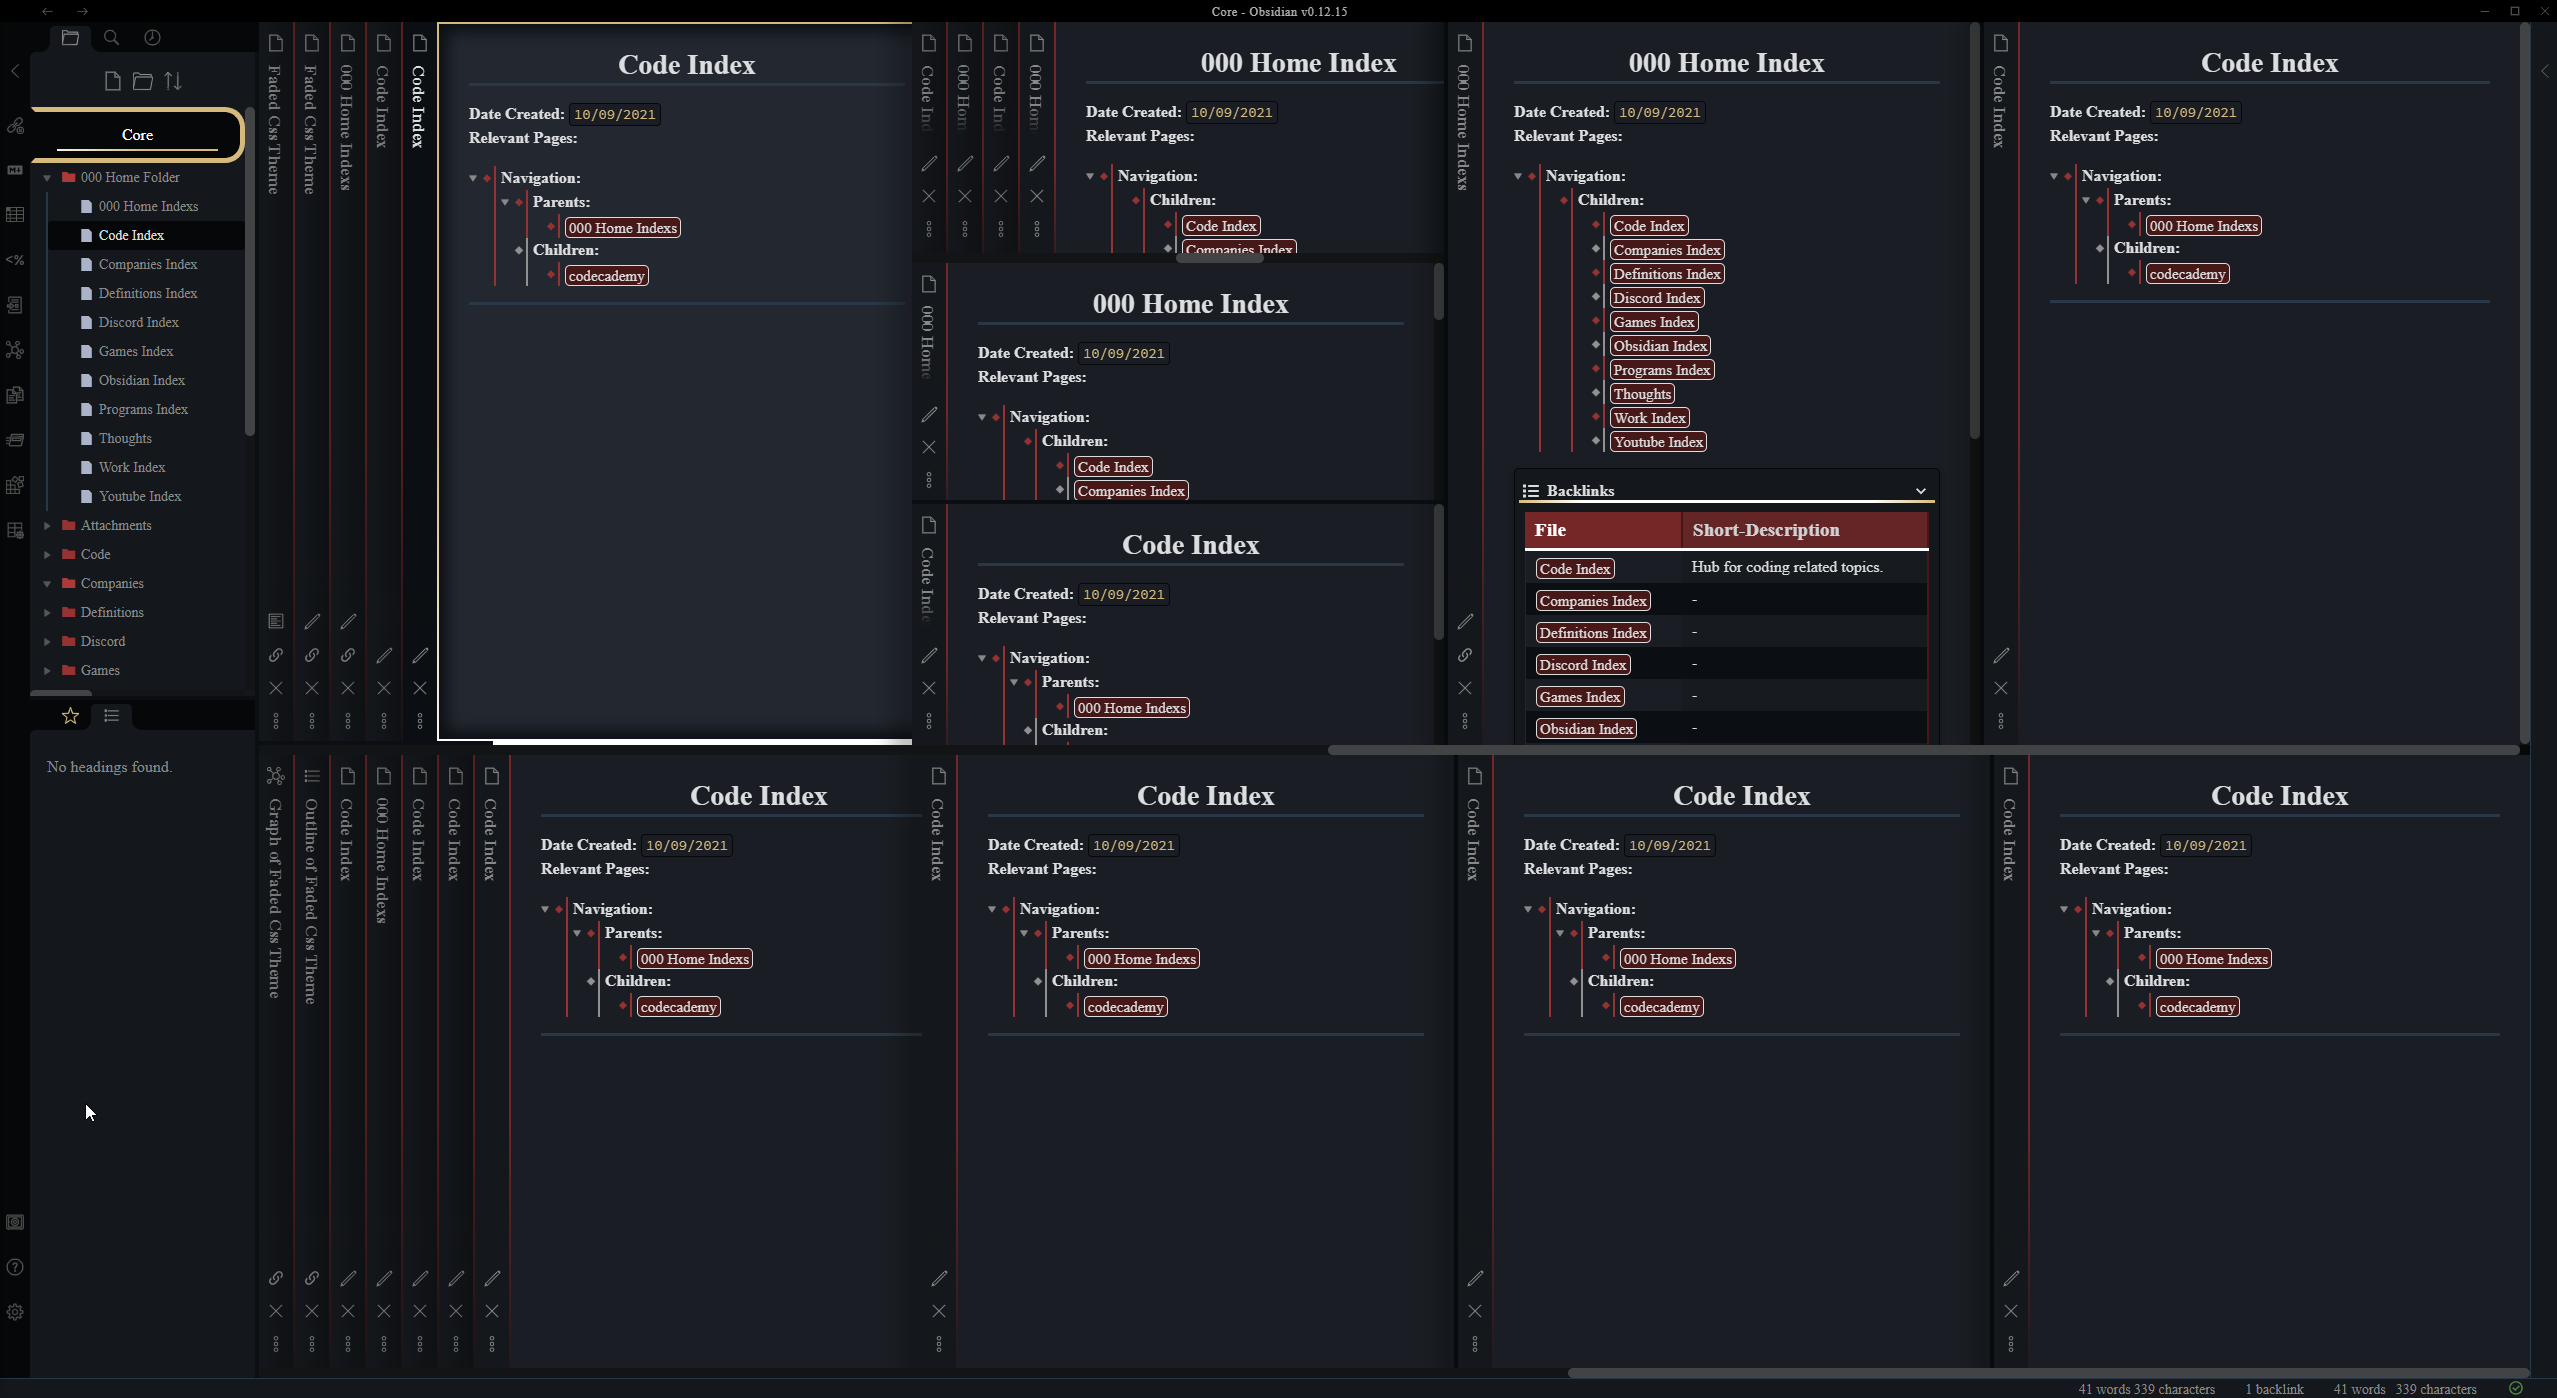 Core - Obsidian v0.12.15
Core
000 Home Folder
000 Home Indexs
Code Index
Companies Index
Definitions Index
Discord Index
Games Index
Obsidian Index
Programs Index
Thoughts
Work Index
Youtube Index
Attachments
Code
Companies
Definitions
Discord
Games
No headings found.
Faded Css Theme
Faded Css Theme
000 Home Indexs
Code Index
Code Index
Code Index
Date Created: 10/09/2021
Relevant Pages:
Navigation:
Parents:
000 Home Indexs
Children:
codecademy
Code Ind
000 Hom
Code Ind
000 Hom
000 Home Index
Date Created: 10/09/2021
Relevant Pages:
Navigation:
Children:
Code Index
Companies Index
000 Home
000 Home Index
Date Created: 10/09/2021
Relevant Pages:
Navigation:
Children:
Code Index
Companies Index
Code Ind
Code Index
Date Created: 10/09/2021
Relevant Pages:
Navigation:
Parents:
000 Home Indexs
Children:
000 Home Indexs
000 Home Index
Date Created: 10/09/2021
Relevant Pages:
Navigation:
Children:
Code Index
Companies Index
Definitions Index
Discord Index
Games Index
Obsidian Index
Programs Index
Thoughts
Work Index
Youtube Index
Backlinks
File Short-Description
Code Index Hub for coding related topics.
Companies Index -
Definitions Index -
Discord Index -
Games Index -
Obsidian Index -
Code Index
Code Index
Date Created: 10/09/2021
Relevant Pages:
Navigation:
Parents:
000 Home Indexs
Children:
codecademy
Graph of Faded Css Theme
Outline of Faded Css Theme
Code Index
000 Home Indexs
Code Index
Code Index
Code Index
Code Index
Date Created: 10/09/2021
Relevant Pages:
Navigation:
Parents:
000 Home Indexs
Children:
codecademy
Code Index
Code Index
Date Created: 10/09/2021
Relevant Pages:
Navigation:
Parents:
000 Home Indexs
Children:
codecademy
Code Index
Code Index
Date Created: 10/09/2021
Relevant Pages:
Navigation:
Parents:
000 Home Indexs
Children:
codecademy
Code Index
Code Index
Date Created: 10/09/2021
Relevant Pages:
Navigation:
Parents:
000 Home Indexs
Children:
codecademy
41 words 339 characters 1 backlink 41 words 339 characters